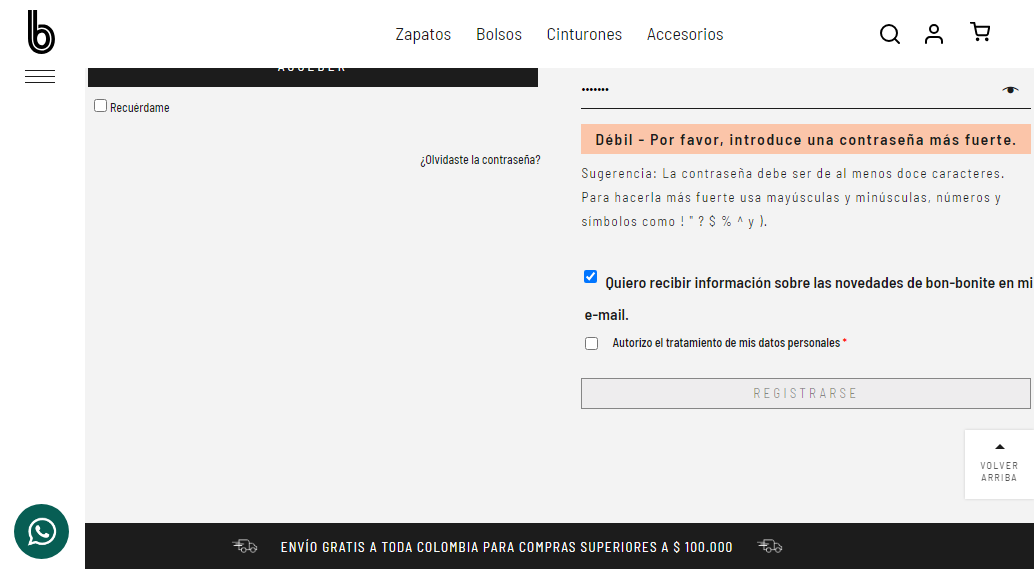 b
Zapatos Bolsos Cinturones Accesorios
ACCEDER
Recuérdame
¿Olvidaste la contraseña?
•••••••
Débil - Por favor, introduce una contraseña más fuerte.
Sugerencia: La contraseña debe ser de al menos doce caracteres.
Para hacerla más fuerte usa mayúsculas y minúsculas, números y
símbolos como ! " ? $ % ^ y ).
Quiero recibir información sobre las novedades de bon-bonite en mi
e-mail.
Autorizo el tratamiento de mis datos personales *
REGISTRARSE
VOLVER
ARRIBA
ENVÍO GRATIS A TODA COLOMBIA PARA COMPRAS SUPERIORES A $ 100.000